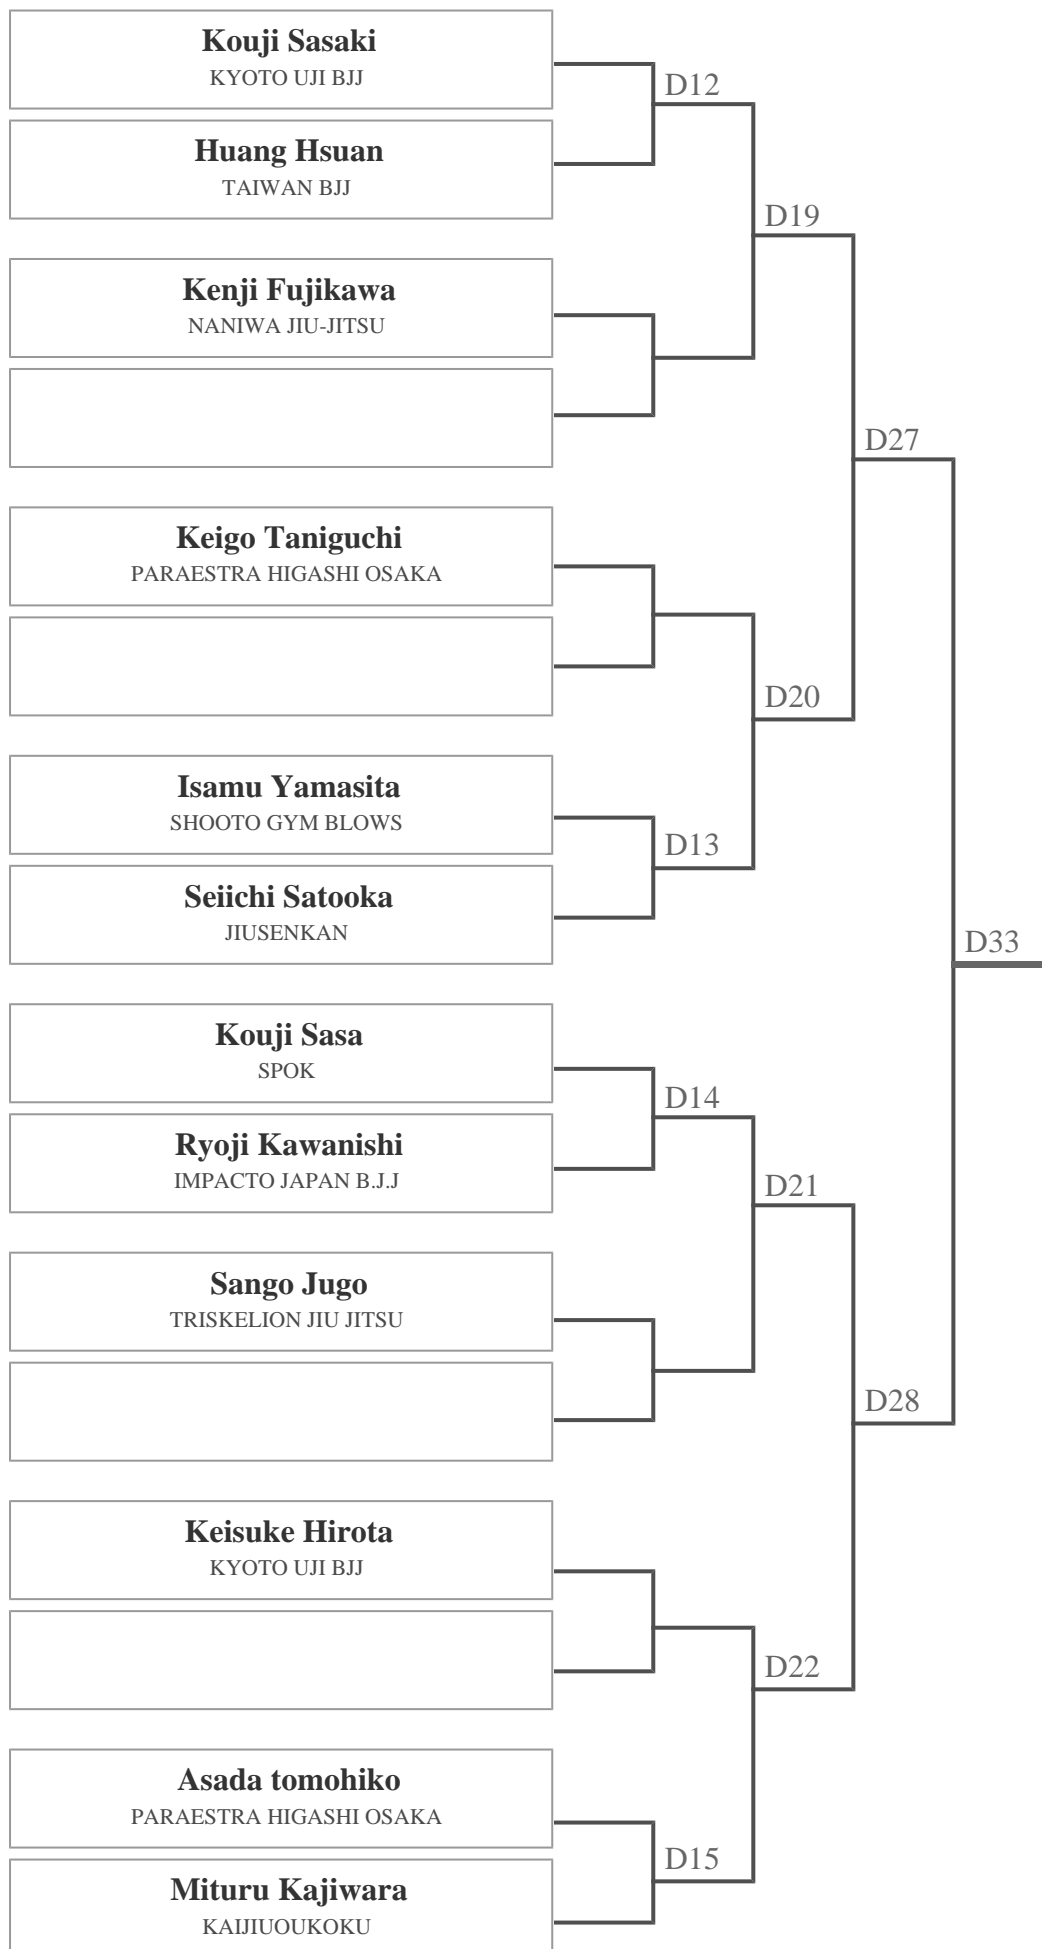 Kouji Sasaki
KYOTO UJI BJJ
D12
Huang Hsuan
TAIWAN BJJ
D19
Kenji Fujikawa
NANIWA JIU-JITSU
D27
Keigo Taniguchi
PARAESTRA HIGASHI OSAKA
D20
Isamu Yamasita
SHOOTO GYM BLOWS
D13
Seiichi Satooka
JIUSENKAN
D33
Kouji Sasa
SPOK
D14
Ryoji Kawanishi
IMPACTO JAPAN B.J.J
D21
Sango Jugo
TRISKELION JIU JITSU
D28
Keisuke Hirota
KYOTO UJI BJJ
D22
Asada tomohiko
PARAESTRA HIGASHI OSAKA
D15
Mituru Kajiwara
KAIJIUOUKOKU